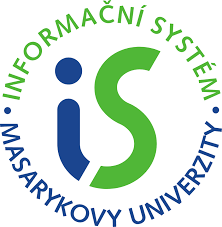 INFORMAČNÍ SYSTÉM
iS
MASARYKOVY UNIVERZITY